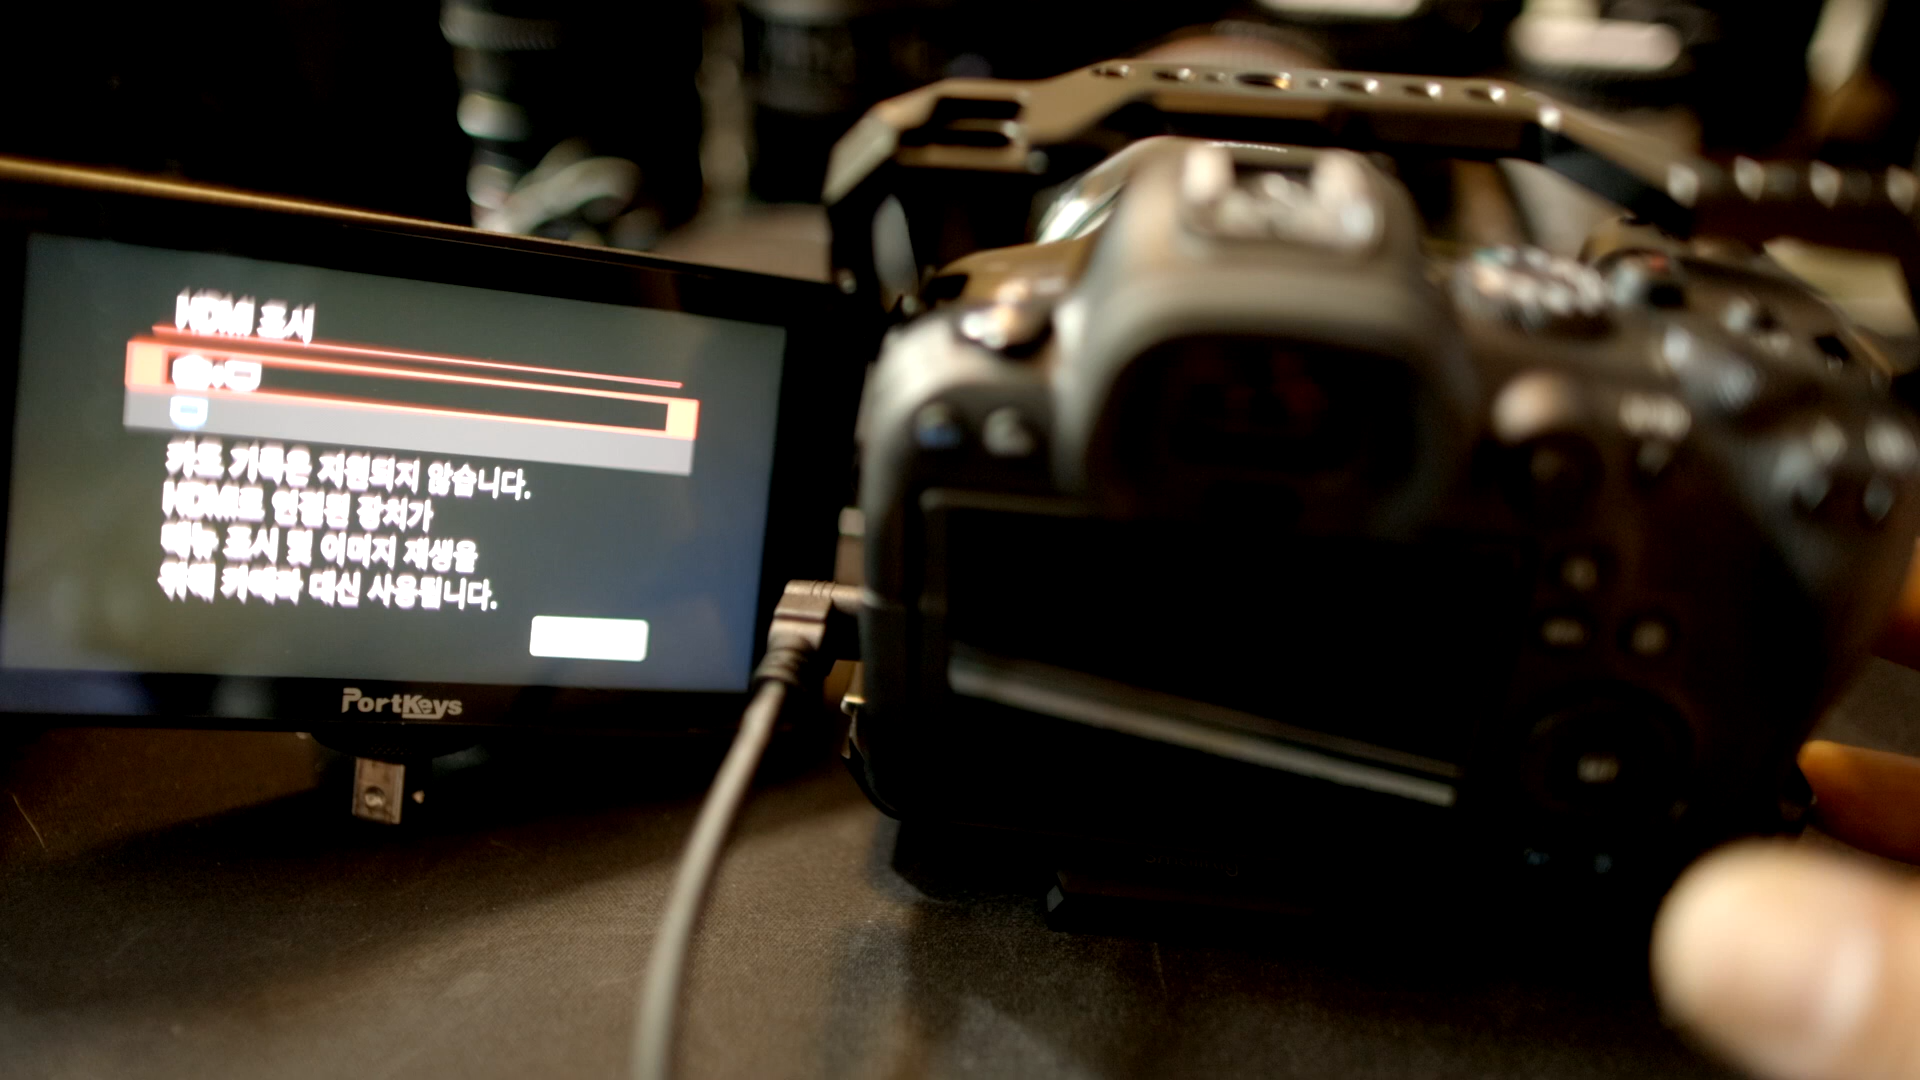 HDMI 표시
카드 기록은 지원되지 않습니다.
HDMI로 연결된 장치가
메뉴 표시 및 이미지 재생을
위해 카메라 대신 사용됩니다.
PortKeys